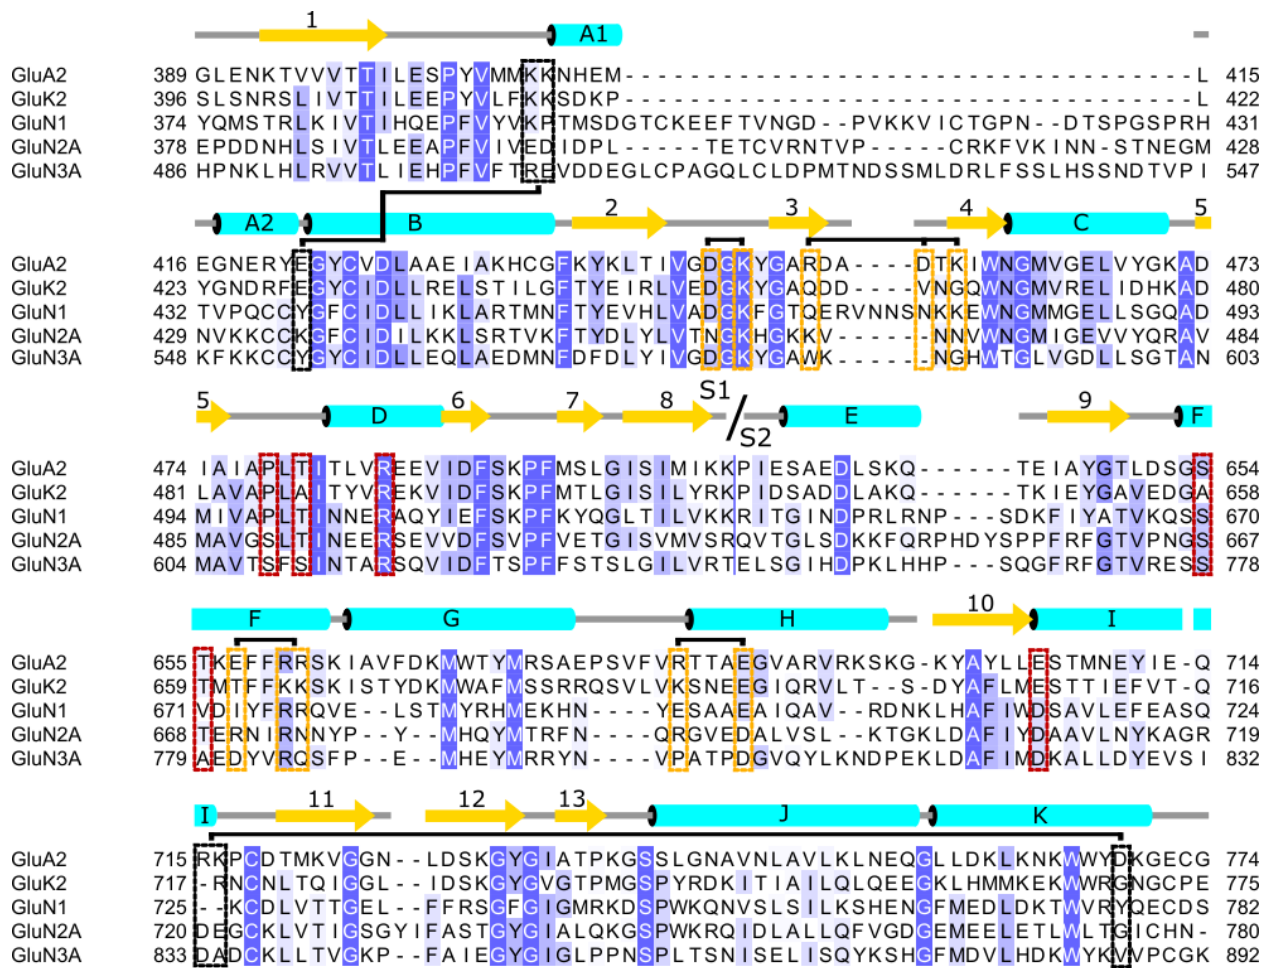 1 A1
GluA2 389 GLENKTVVVTTILESPYVMMKKNHEM-----------------------------------L 415
GluK2 396 SLSNRSLIVTTILEEPYVLFKKSDKP-----------------------------------L 422
GluN1 374 YQMSTRLKIVTIHQEPFVYVKPTMSDGTCKEEFTVNGD--PVKKVICTGPN--DTSPGSPRH 431
GluN2A 378 EPDDNHLSIVTLEEAPFVIVEDIDPL-----TETCVRNTVP-----CRKFVKINN-STNEGM 428
GluN3A 486 HPNKLHLRVVTLIEHPFVFTREVDDEGLCPAGQLCLDPMTNDSSMLDRLFSSLHSSNDTVPI 547
A2 B 2 3 4 C 5
GluA2 416 EGNERYEGYCVDLAAEIAKHCGFKYKLTIVGDGKYGARDA----DTKIWNGMVGELVYGKAD 473
GluK2 423 YGNDRFEGYCIDLLRELSTILGFTYEIRLVEDGKYGAQDD----VNGQWNGMVRELIDHKAD 480
GluN1 432 TVPQCCYGFCIDLLIKLARTMNFTYEVHLVADGKFGTQERVNNSNKKEWNGMMGELLSGQAD 493
GluN2A 429 NVKKCCKGFCIDILKKLSRTVKFTYDLYLVTNGKHGKKV------NNVWNGMIGEVVYQRAV 484
GluN3A 548 KFKKCCYGYCIDLLEQLAEDMNFDFDLYIVGDGKYGAWK------NGHWTGLVGDLLSGTAN 603
5 D 6 7 8 S1 / S2 E 9 F
GluA2 474 IAIAPLTITLVREEVIDFSKPFMSLGISIMIKKPIESAEDLSKQ------TEIAYGTLDSGS 654
GluK2 481 LAVAPLAITYVREKVIDFSKPFMTLGISILYRKPIDSADDLAKQ------TKIEYGAVEDGA 658
GluN1 494 MIVAPLTINNERAQYIEFSKPFKYQGLTILVKKRITGINDPRLRNP---SDKFIYATVKQSS 670
GluN2A 485 MAVGSLTINEERSEVVDFSVPFVETGISVMVSRQVTGLSDKKFQRPHDYSPPFRFGTVPNGS 667
GluN3A 604 MAVTSFSINTARSQVIDFTSPFFSTSLGILVRTELSGIHDPKLHHP---SQGFRFGTVRESS 778
F G H 10 I
GluA2 655 TKEFFRRSKIAVFDKMWTYMRSAEPSVFVRTTAEGVARVRKSKG-KYAYLLESTMNEYIE-Q 714
GluK2 659 TMTFFKKSKISTYDKMWAFMSSRRQSVLVKSNEEGIQRVLT--S-DYAFLMESTTIEFVT-Q 716
GluN1 671 VDIYFRRQVE--LSTMYRHMEKHN----YESAAEAIQAV--RDNKLHAFIWDSAVLEFEASQ 724
GluN2A 668 TERNIRNNYP--Y--MHQYMTRFN----QRGVEDALVSL--KTGKLDAFIYDAAVLNYKAGR 719
GluN3A 779 AEDYVRQSFP--E--MHEYMRRYN----VPATPDGVQYLKNDPEKLDAFIMDKALLDYEVSI 832
I 11 12 13 J K
GluA2 715 RKPCDTMKVGGN--LDSKGYGIATPKGSSLGNAVNLAVLKLNEQGLLDKLKNKWWYDKGECG 774
GluK2 717 -RNCNLTQIGGL--IDSKGYGVGTPMGSPYRDKITIAILQLQEEGKLHMMKEKWWRGNGCPE 775
GluN1 725 --KCDLVTTGEL--FFRSGFGIGMRKDSPWKQNVSLSILKSHENGFMEDLDKTWVRYQECDS 782
GluN2A 720 DEGCKLVTIGSGYIFASTGYGIALQKGSPWKRQIDLALLQFVGDGEMEELETLWLTGICHN- 780
GluN3A 833 DADCKLLTVGKP--FAIEGYGIGLPPNSPLTSNISELISQYKSHGFMDVLHDKWYKVVPCGK 892